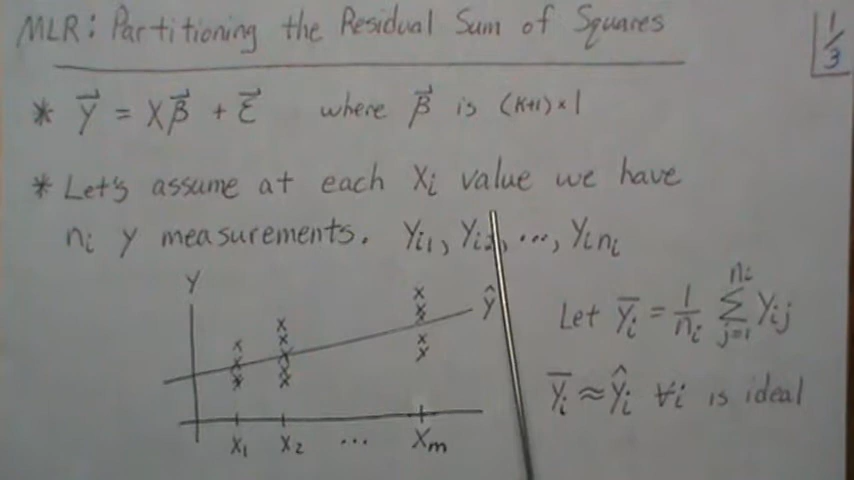 MLR: Partitioning the Residual Sum of Squares
1/3
* Y⃗ = Xβ⃗ + ε⃗ where β⃗ is (k+1)×1
* Let's assume at each Xi value we have
ni y measurements. Yi1, Yi2, ..., Yini
Y
ŷ
X1 X2 ... Xm
Let Ȳi = 1/ni Σ_{j=1}^{ni} Yij
Ȳi ≈ Ŷi ∀i is ideal